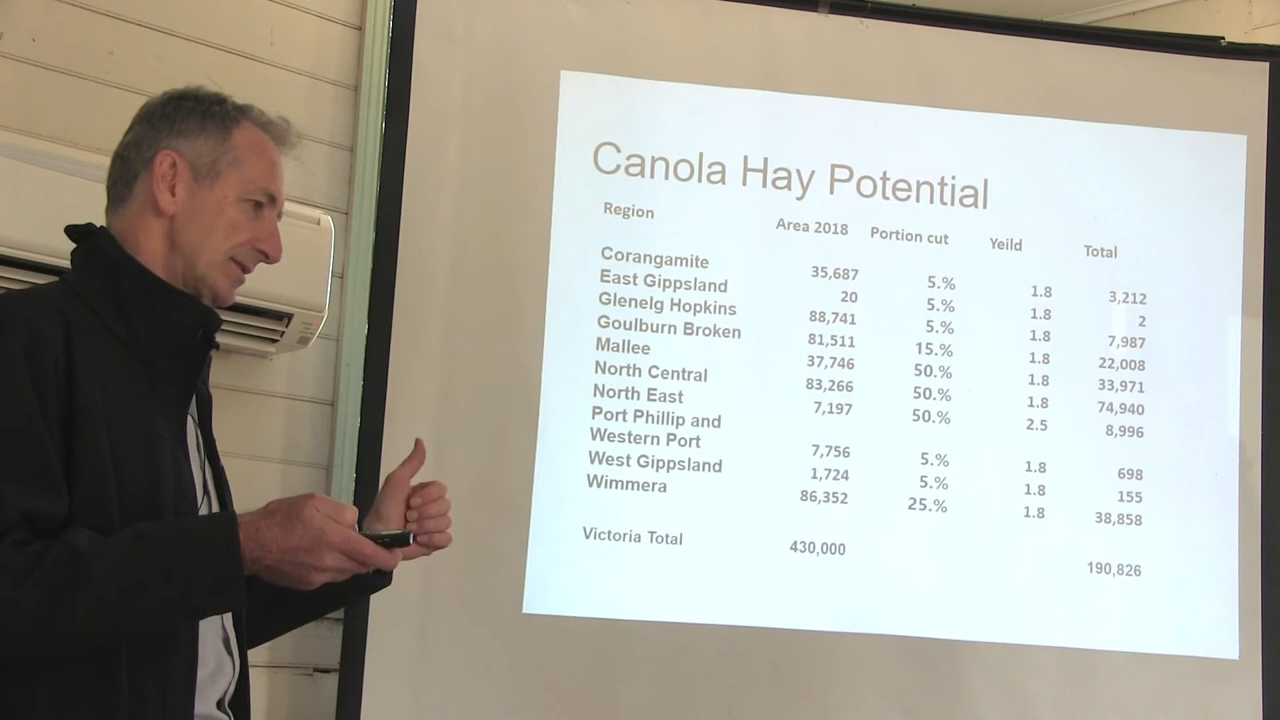 Canola Hay Potential
Region Area 2018 Portion cut Yeild Total
Corangamite 35,687 5.% 1.8 3,212
East Gippsland 20 5.% 1.8 2
Glenelg Hopkins 88,741 5.% 1.8 7,987
Goulburn Broken 81,511 15.% 1.8 22,008
Mallee 37,746 50.% 1.8 33,971
North Central 83,266 50.% 1.8 74,940
North East 7,197 50.% 2.5 8,996
Port Phillip and
Western Port 7,756 5.% 1.8 698
West Gippsland 1,724 5.% 1.8 155
Wimmera 86,352 25.% 1.8 38,858
Victoria Total 430,000 190,826